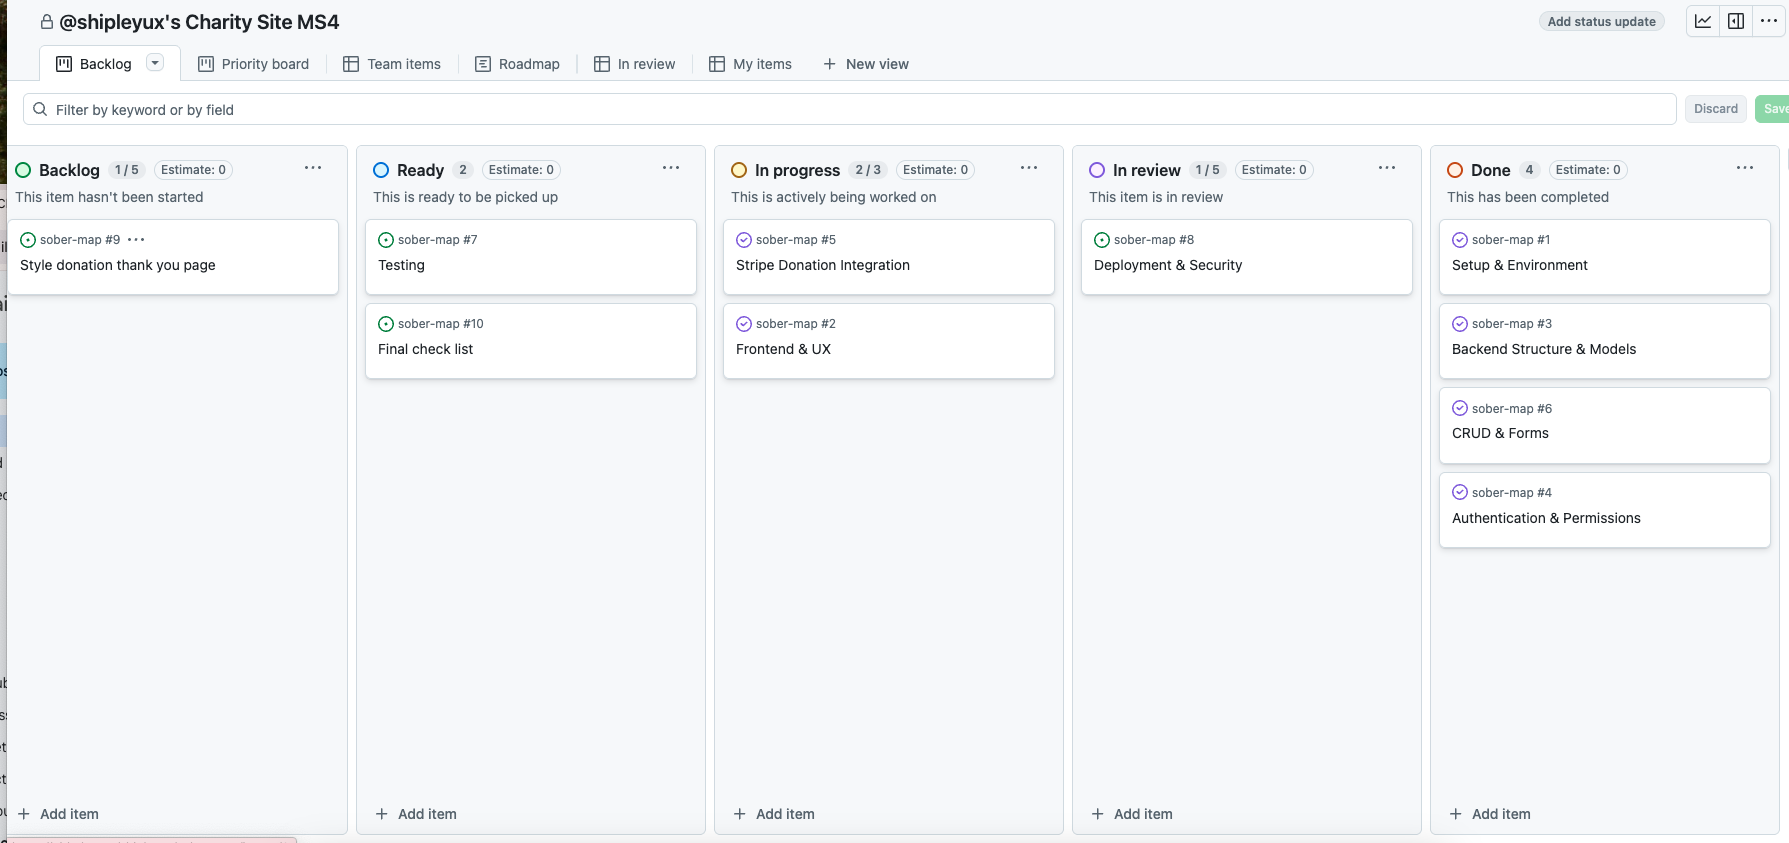 @shipleyux's Charity Site MS4
Add status update
Backlog
Priority board
Team items
Roadmap
In review
My items
New view
Filter by keyword or by field
Discard
Save
Backlog 1 / 5 Estimate: 0
This item hasn't been started
sober-map #9
Style donation thank you page
Add item
Ready 2 Estimate: 0
This is ready to be picked up
sober-map #7
Testing
sober-map #10
Final check list
Add item
In progress 2 / 3 Estimate: 0
This is actively being worked on
sober-map #5
Stripe Donation Integration
sober-map #2
Frontend & UX
Add item
In review 1 / 5 Estimate: 0
This item is in review
sober-map #8
Deployment & Security
Add item
Done 4 Estimate: 0
This has been completed
sober-map #1
Setup & Environment
sober-map #3
Backend Structure & Models
sober-map #6
CRUD & Forms
sober-map #4
Authentication & Permissions
Add item